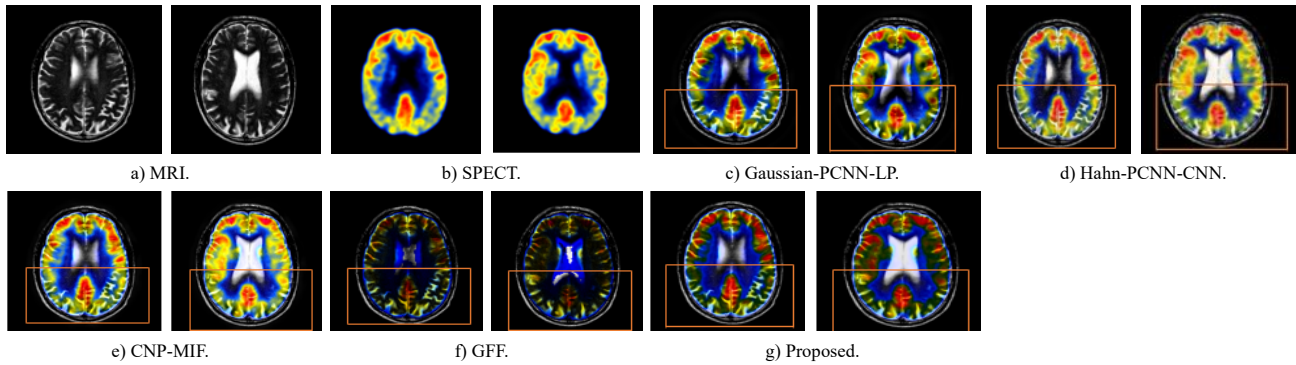 a) MRI.
b) SPECT.
c) Gaussian-PCNN-LP.
d) Hahn-PCNN-CNN.
e) CNP-MIF.
f) GFF.
g) Proposed.